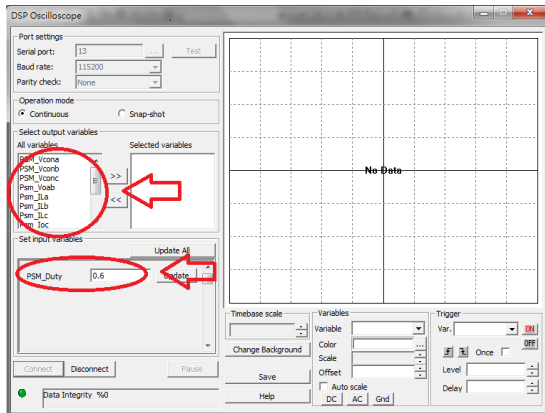 DSP Oscilloscope
Port settings
Serial port: 13 ... Test
Baud rate: 115200
Parity check: None
Operation mode
Continuous Snap-shot
Select output variables
All variables Selected variables
PSM_Vcona
PSM_Vconb
PSM_Vconc
Psm_Voab
Psm_ILa
Psm_ILb
Psm_ILc
Psm_Ioc
>>
<<
Set input variables
Update All
PSM_Duty 0.6 Update
Connect Disconnect Pause
Data Integrity %0
No Data
Timebase scale
Change Background
Save
Help
Variables
Variable
Color ...
Scale
Offset
Auto scale
DC AC Gnd
Trigger
Var. ON
OFF
Once
Level
Delay